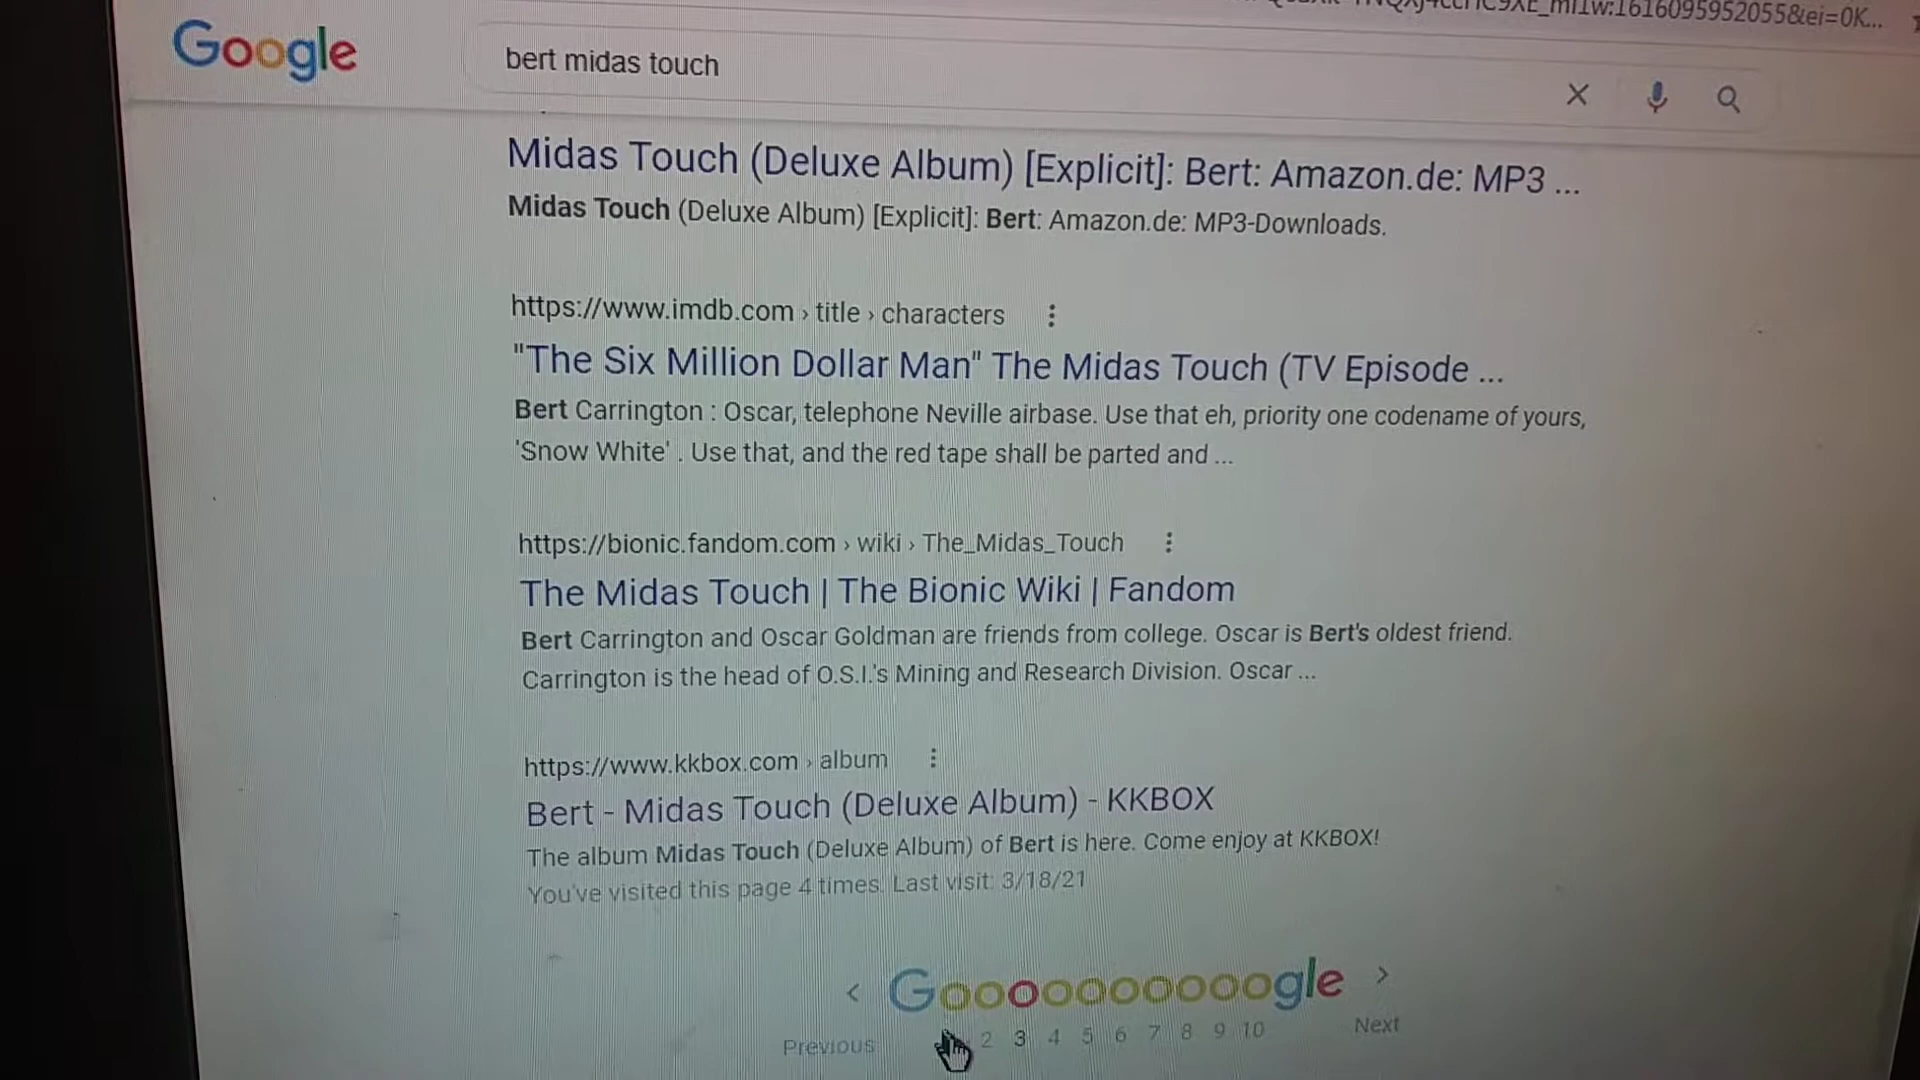 Google
bert midas touch
Midas Touch (Deluxe Album) [Explicit]: Bert: Amazon.de: MP3 ...
Midas Touch (Deluxe Album) [Explicit]: Bert: Amazon.de: MP3-Downloads.
https://www.imdb.com › title › characters
"The Six Million Dollar Man" The Midas Touch (TV Episode ...
Bert Carrington : Oscar, telephone Neville airbase. Use that eh, priority one codename of yours,
'Snow White' . Use that, and the red tape shall be parted and ...
https://bionic.fandom.com › wiki › The_Midas_Touch
The Midas Touch | The Bionic Wiki | Fandom
Bert Carrington and Oscar Goldman are friends from college. Oscar is Bert's oldest friend.
Carrington is the head of O.S.I.'s Mining and Research Division. Oscar ...
https://www.kkbox.com › album
Bert - Midas Touch (Deluxe Album) - KKBOX
The album Midas Touch (Deluxe Album) of Bert is here. Come enjoy at KKBOX!
You've visited this page 4 times. Last visit: 3/18/21
< Goooooooooogle >
Previous 2 3 4 5 6 7 8 9 10 Next